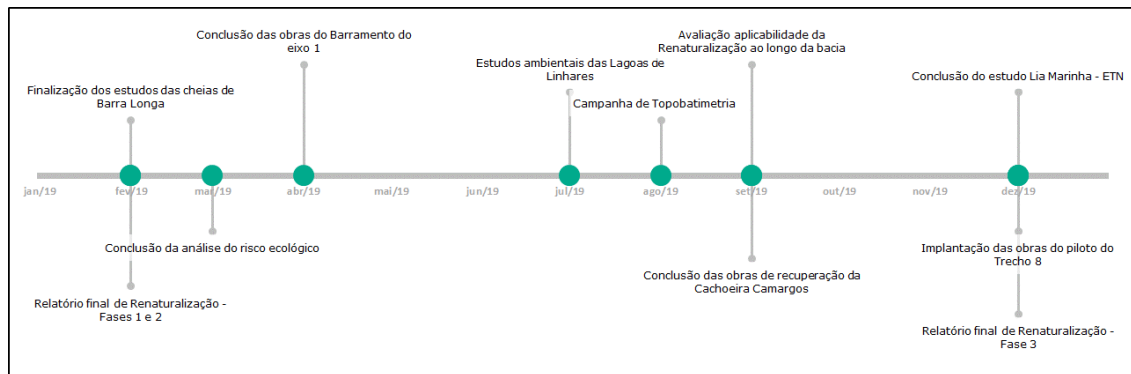 Conclusão das obras do Barramento do
eixo 1
Avaliação aplicabilidade da
Renaturalização ao longo da bacia
Estudos ambientais das Lagoas de
Linhares
Conclusão do estudo Lia Marinha - ETN
Finalização dos estudos das cheias de
Barra Longa
Campanha de Topobatimetria
jan/19
fev/19
mar/19
abr/19
mai/19
jun/19
jul/19
ago/19
set/19
out/19
nov/19
dez/19
Conclusão da análise do risco ecológico
Implantação das obras do piloto do
Trecho 8
Conclusão das obras de recuperação da
Cachoeira Camargos
Relatório final de Renaturalização -
Fases 1 e 2
Relatório final de Renaturalização -
Fase 3